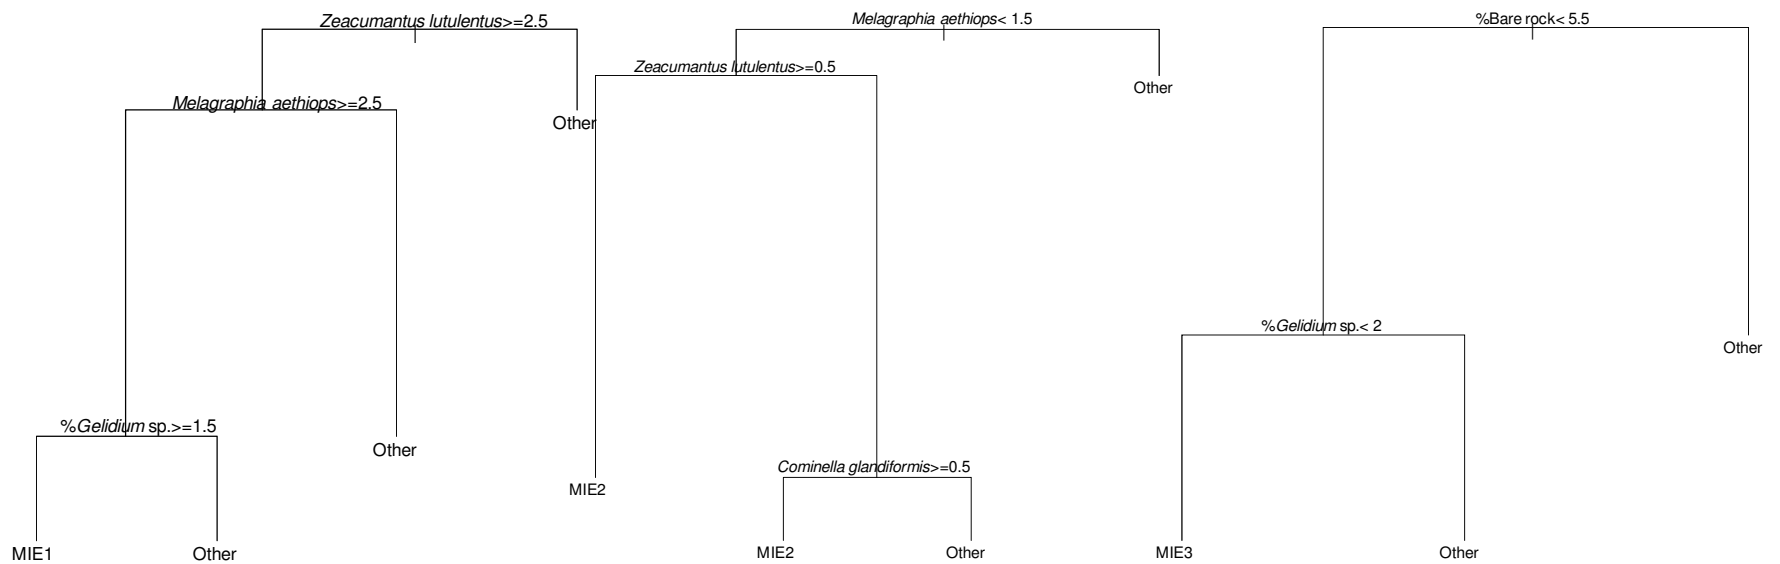 Zeacumantus lutulentus>=2.5
Melagraphia aethiops>=2.5
Other
%Gelidium sp.>=1.5
Other
MIE1
Other
Melagraphia aethiops< 1.5
Zeacumantus lutulentus>=0.5
Other
Cominella glandiformis>=0.5
MIE2
MIE2
Other
%Bare rock< 5.5
%Gelidium sp.< 2
Other
MIE3
Other